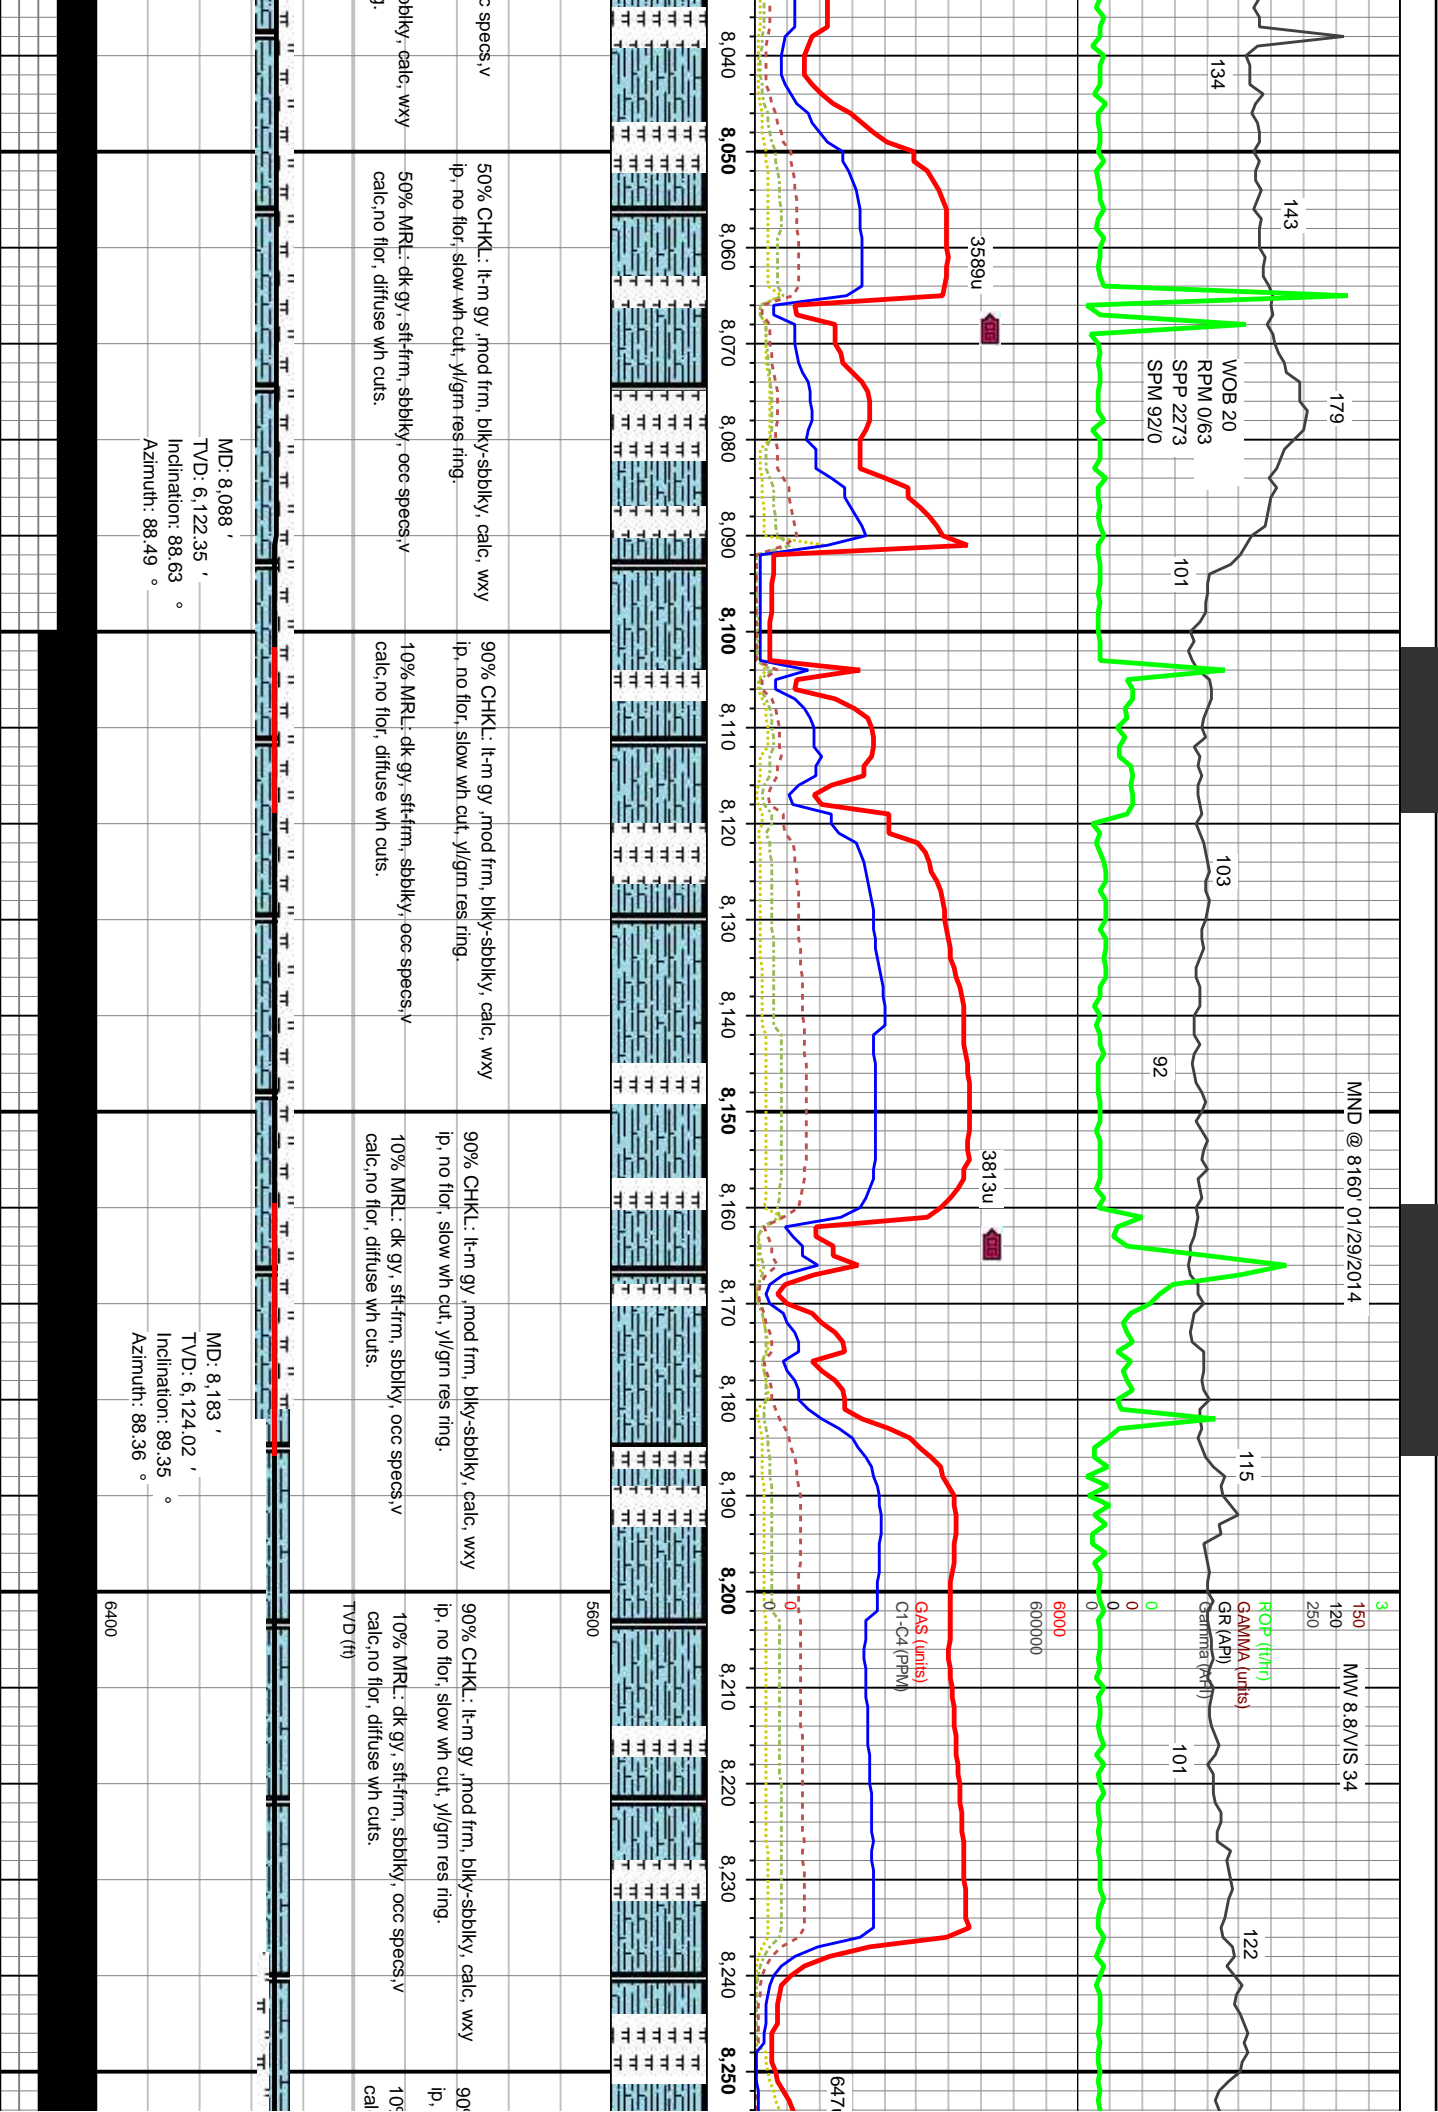 MND @ 8160' 01/29/2014
MW 8.8/VIS 34
134
143
179
101
103
92
115
101
122
WOB 20
RPM 0/63
SPP 2273
SPM 92/0
3
150
120
250
ROP (ft/hr)
GAMMA (units)
GR (API)
Gamma (API)
0
0
0
0
6000
600000
GAS (units)
C1-C4 (PPM)
0
0
3589u
3813u
8,040
8,050
8,060
8,070
8,080
8,090
8,100
8,110
8,120
8,130
8,140
8,150
8,160
8,170
8,180
8,190
8,200
8,210
8,220
8,230
8,240
8,250
c specs,v
sbblky, calc, wxy
g.
50% CHKL: lt-m gy ,mod frm, blky-sbblky, calc, wxy
ip, no flor, slow wh cut, yl/grn res ring.
50% MRL: dk gy, sft-frm, sbblky, occ specs,v
calc,no flor, diffuse wh cuts.
90% CHKL: lt-m gy ,mod frm, blky-sbblky, calc, wxy
ip, no flor, slow wh cut, yl/grn res ring.
10% MRL: dk gy, sft-frm, sbblky, occ specs,v
calc,no flor, diffuse wh cuts.
90% CHKL: lt-m gy ,mod frm, blky-sbblky, calc, wxy
ip, no flor, slow wh cut, yl/grn res ring.
10% MRL: dk gy, sft-frm, sbblky, occ specs,v
calc,no flor, diffuse wh cuts.
90% CHKL: lt-m gy ,mod frm, blky-sbblky, calc, wxy
ip, no flor, slow wh cut, yl/grn res ring.
10% MRL: dk gy, sft-frm, sbblky, occ specs,v
calc,no flor, diffuse wh cuts.
90%
ip,
10%
cal
5600
TVD (ft)
6400
MD: 8,088 '
TVD: 6,122.35 '
Inclination: 88.63 °
Azimuth: 88.49 °
MD: 8,183 '
TVD: 6,124.02 '
Inclination: 89.35 °
Azimuth: 88.36 °